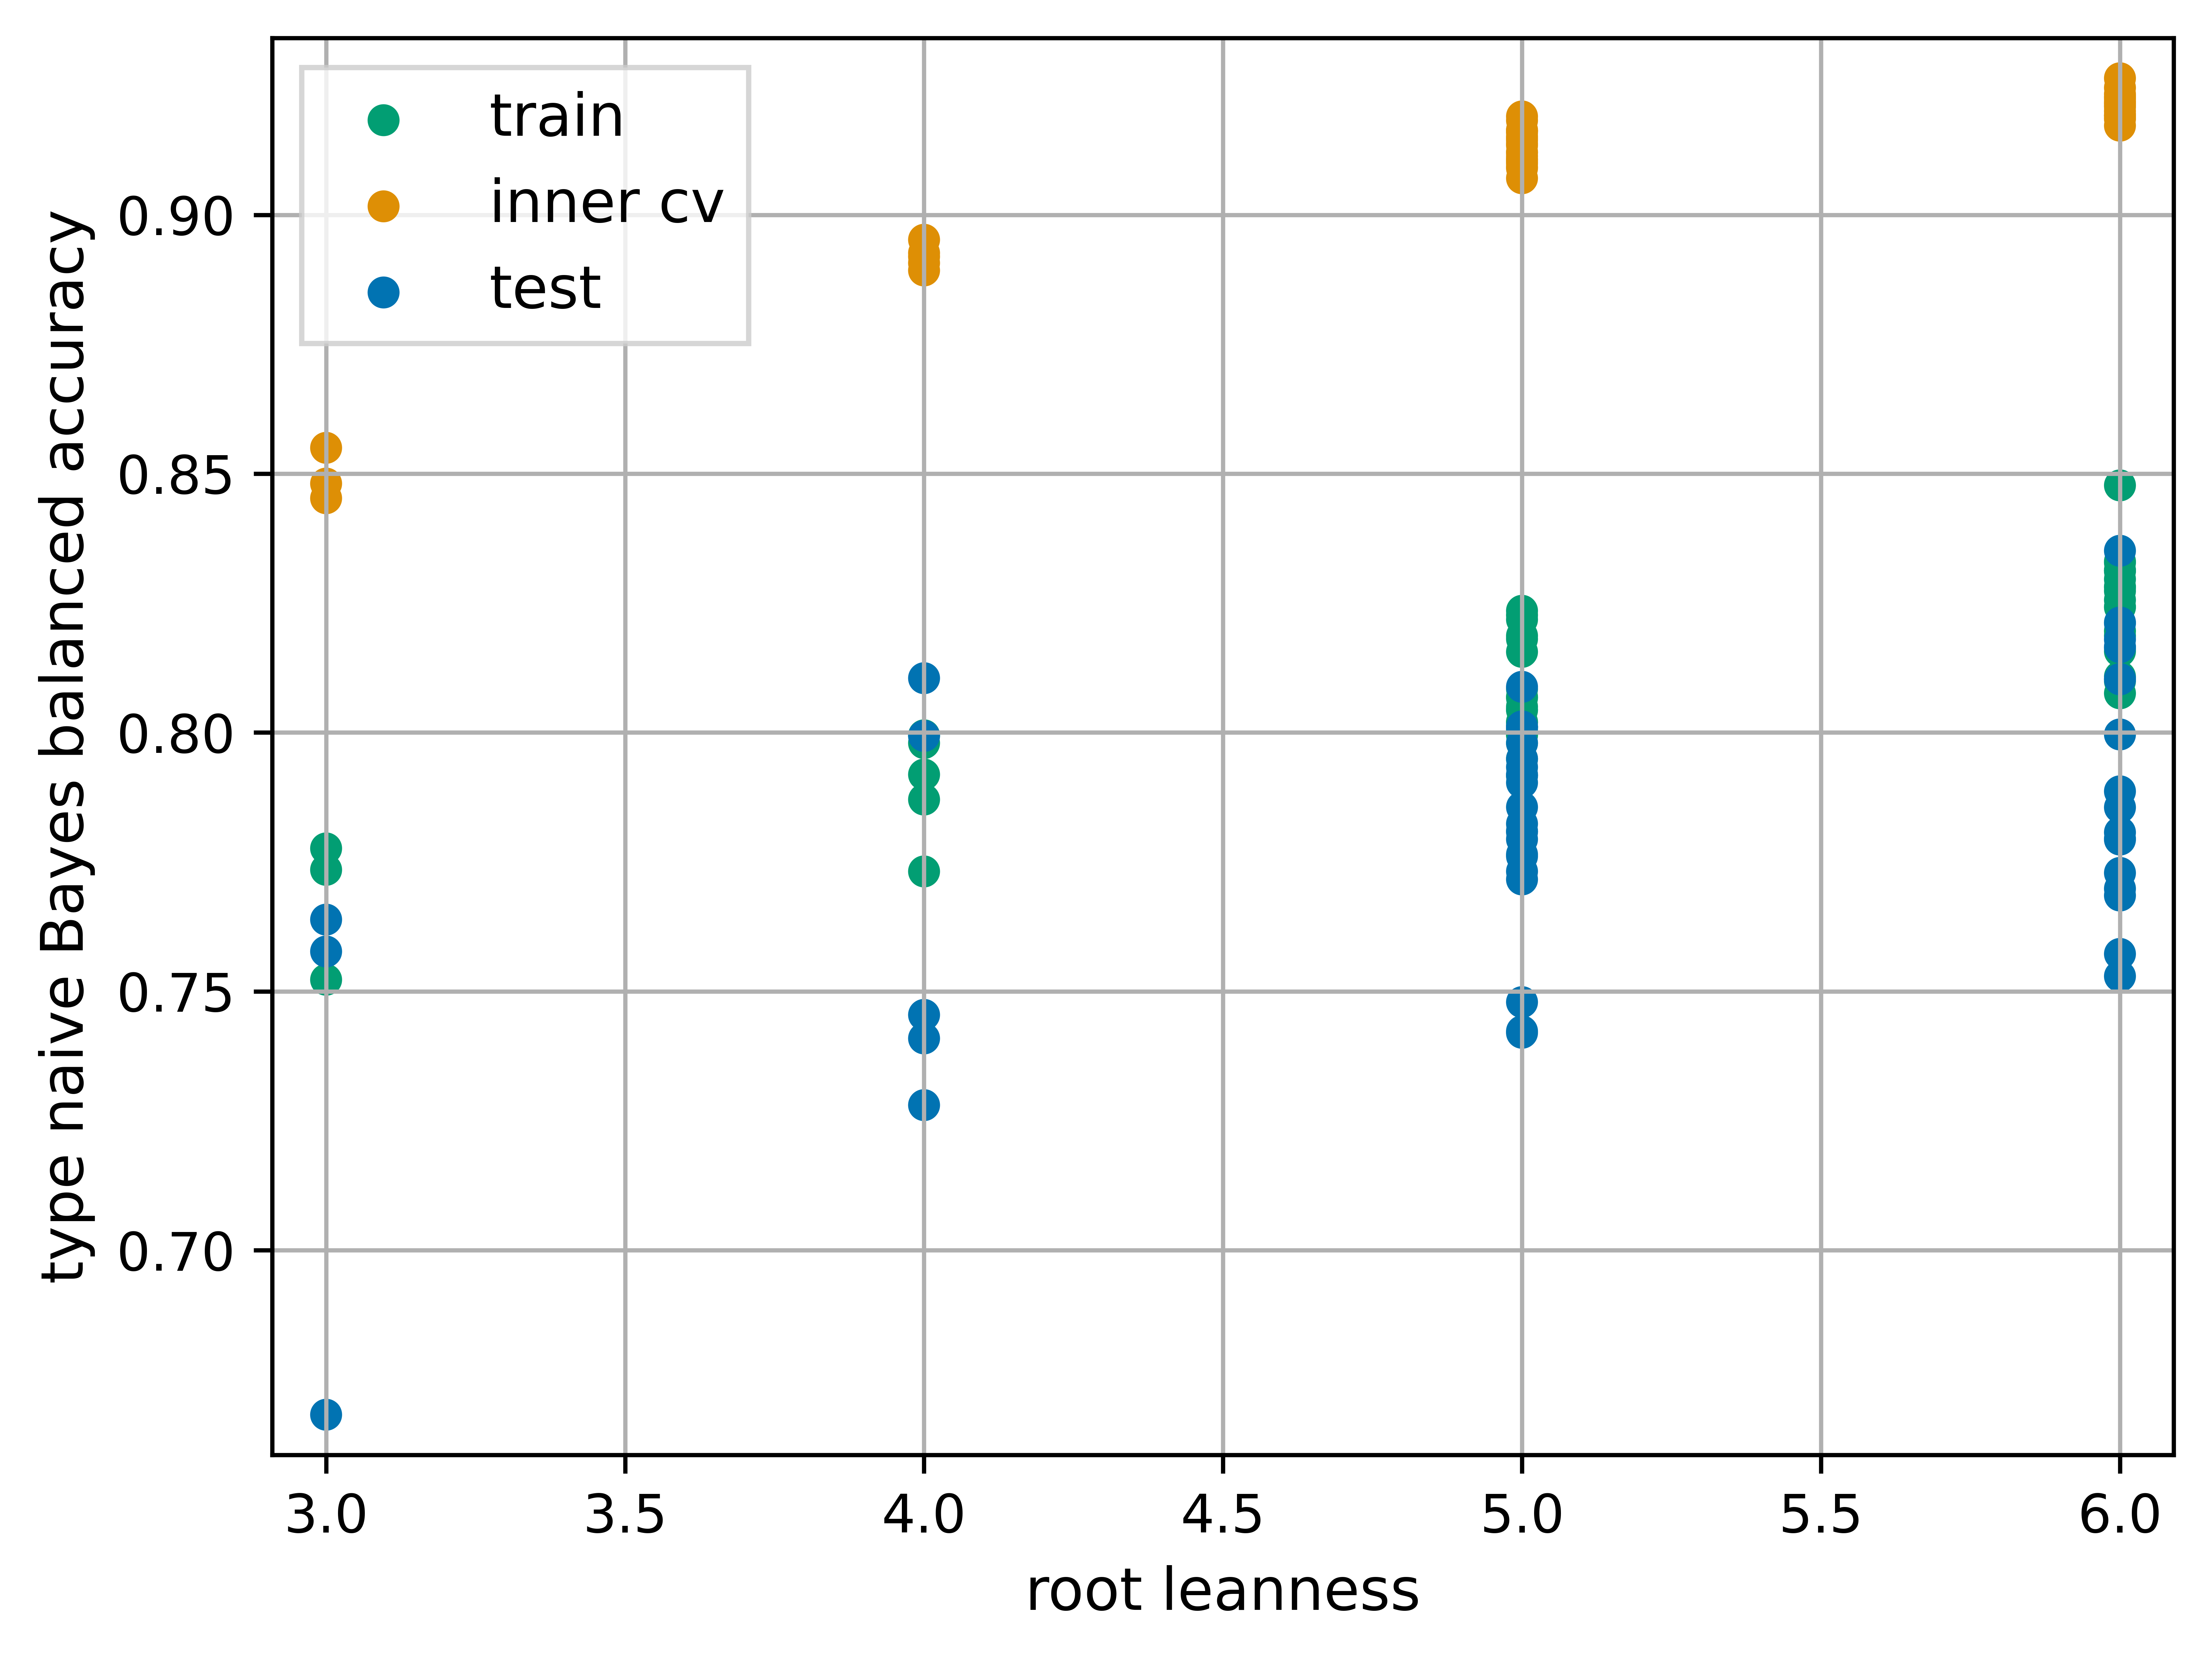 train
inner cv
test
type naive Bayes balanced accuracy
0.90
0.85
0.80
0.75
0.70
3.0 3.5 4.0 4.5 5.0 5.5 6.0
root leanness